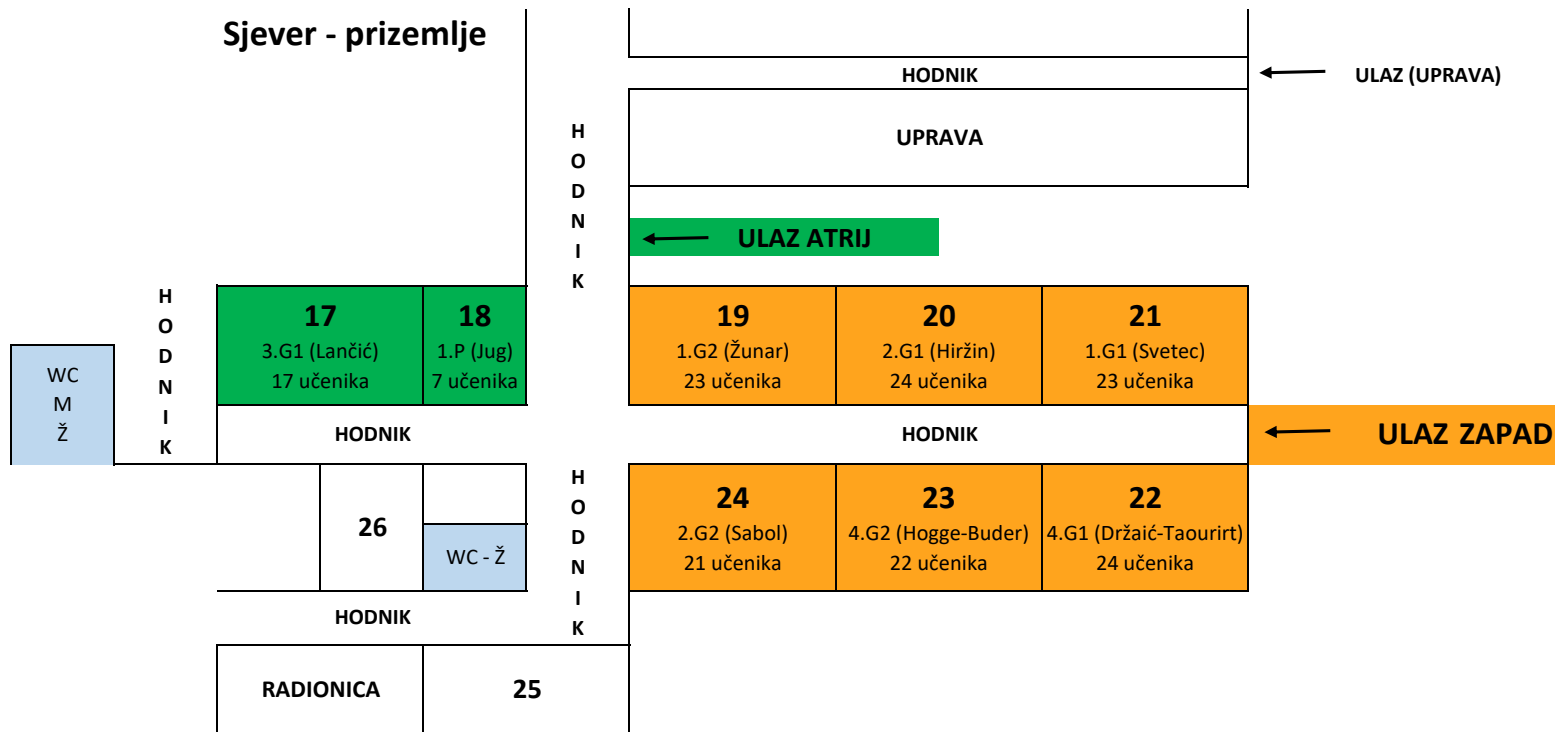 Sjever - prizemlje
HODNIK
ULAZ (UPRAVA)
HODNIK
UPRAVA
ULAZ ATRIJ
HODNIK
WC
M
Ž
17
3.G1 (Lančić)
17 učenika
18
1.P (Jug)
7 učenika
19
1.G2 (Žunar)
23 učenika
20
2.G1 (Hiržin)
24 učenika
21
1.G1 (Svetec)
23 učenika
HODNIK
HODNIK
ULAZ ZAPAD
26
WC - Ž
HODNIK
24
2.G2 (Sabol)
21 učenika
23
4.G2 (Hogge-Buder)
22 učenika
22
4.G1 (Držaić-Taourirt)
24 učenika
HODNIK
RADIONICA
25